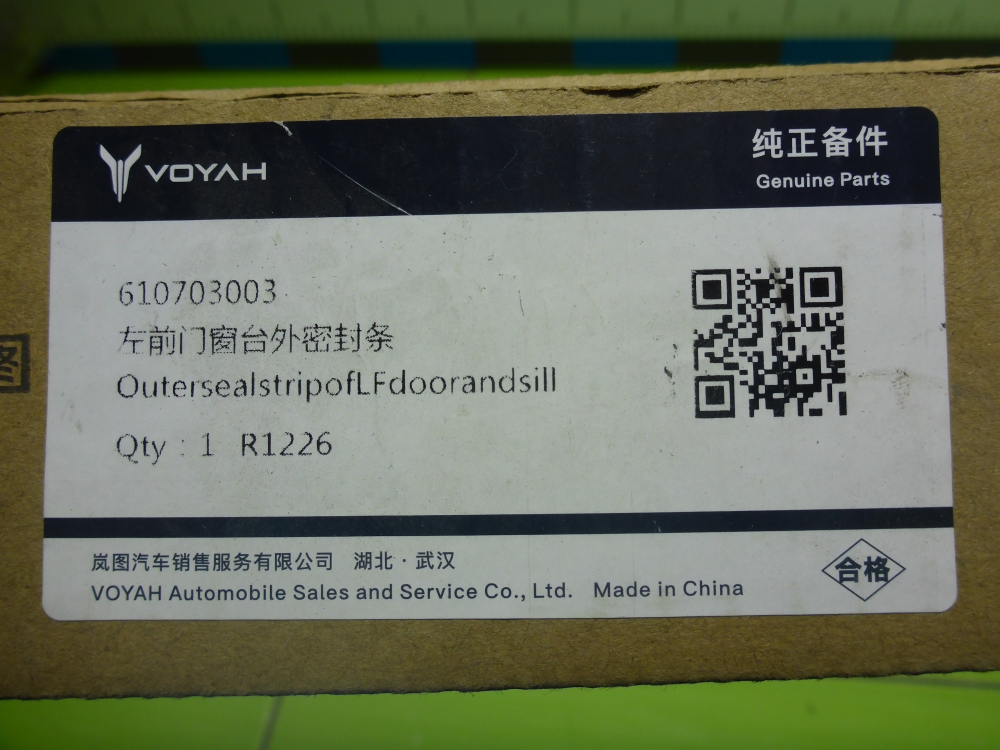 VOYAH
纯正备件
Genuine Parts
610703003
左前门窗台外密封条
OutersealstripofLFdoorandsill
Qty : 1 R1226
图
岚图汽车销售服务有限公司 湖北·武汉
VOYAH Automobile Sales and Service Co., Ltd. Made in China
合格